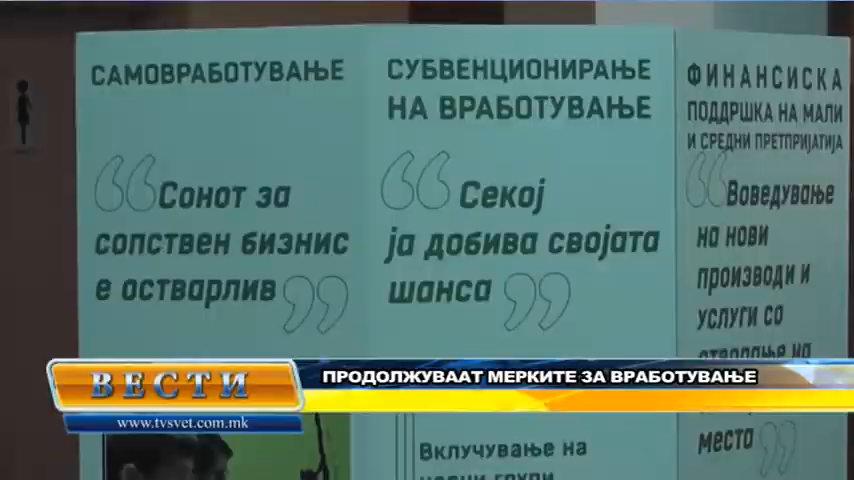 САМОВРАБОТУВАЊЕ
“Сонот за
сопствен бизнис
е остварлив”
СУБВЕНЦИОНИРАЊЕ
НА ВРАБОТУВАЊЕ
“Секој
ја добива својата
шанса”
ФИНАНСИСКА
ПОДДРШКА НА МАЛИ
И СРЕДНИ ПРЕТПРИЈАТИЈА
“Воведување
на нови
производи и
услуги со
отворање на
места”
Вклучување на
ВЕСТИ
www.tvsvet.com.mk
ПРОДОЛЖУВААТ МЕРКИТЕ ЗА ВРАБОТУВАЊЕ